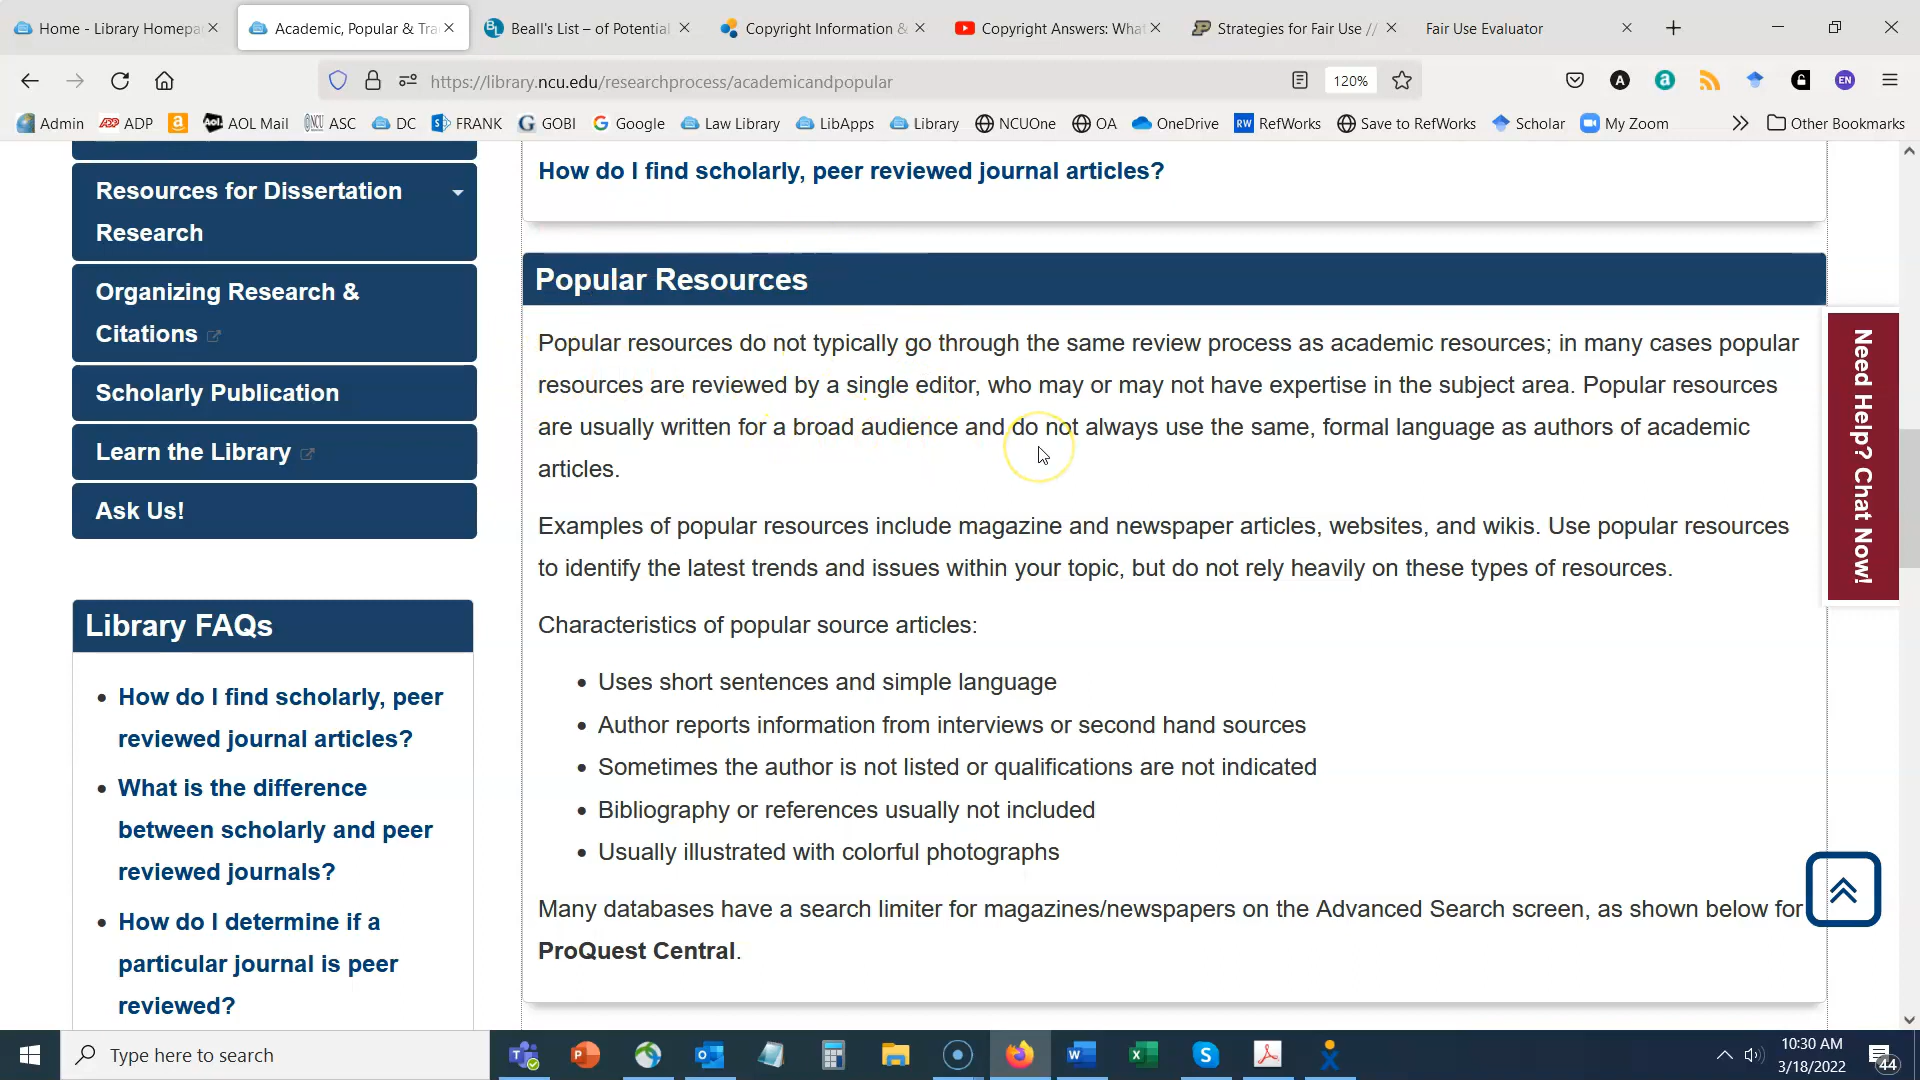 Home - Library Homepa
Academic, Popular & Tra
Beall's List – of Potential
Copyright Information &
Copyright Answers: What
Strategies for Fair Use //
Fair Use Evaluator
https://library.ncu.edu/researchprocess/academicandpopular
120%
A
a
EN
Admin
ADP
AOL Mail
ASC
DC
FRANK
GOBI
Google
Law Library
LibApps
Library
NCUOne
OA
OneDrive
RefWorks
Save to RefWorks
Scholar
My Zoom
Other Bookmarks
Resources for Dissertation
Research
Organizing Research &
Citations
Scholarly Publication
Learn the Library
Ask Us!
Library FAQs
How do I find scholarly, peer
reviewed journal articles?
What is the difference
between scholarly and peer
reviewed journals?
How do I determine if a
particular journal is peer
reviewed?
How do I find scholarly, peer reviewed journal articles?
Popular Resources
Popular resources do not typically go through the same review process as academic resources; in many cases popular
resources are reviewed by a single editor, who may or may not have expertise in the subject area. Popular resources
are usually written for a broad audience and do not always use the same, formal language as authors of academic
articles.
Examples of popular resources include magazine and newspaper articles, websites, and wikis. Use popular resources
to identify the latest trends and issues within your topic, but do not rely heavily on these types of resources.
Characteristics of popular source articles:
Uses short sentences and simple language
Author reports information from interviews or second hand sources
Sometimes the author is not listed or qualifications are not indicated
Bibliography or references usually not included
Usually illustrated with colorful photographs
Many databases have a search limiter for magazines/newspapers on the Advanced Search screen, as shown below for
ProQuest Central.
Need Help? Chat Now!
Type here to search
10:30 AM
3/18/2022
44